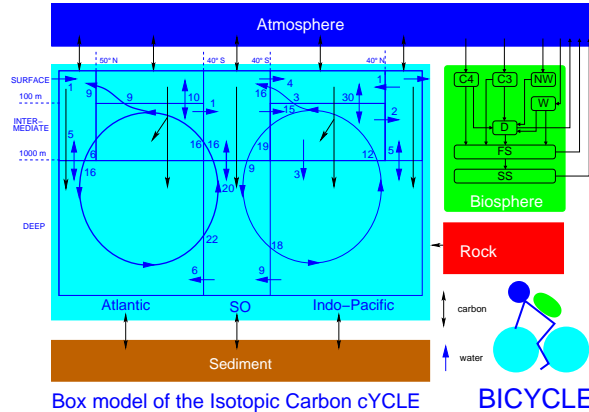 Atmosphere
50° N
40° S
40° S
40° N
SURFACE
100 m
INTER-
MEDIATE
1000 m
DEEP
1
9
9
10
1
4
16
3
15
30
1
2
5
6
16
16
16
19
9
3
12
5
20
22
18
6
9
Atlantic
SO
Indo-Pacific
C4
C3
NW
W
D
FS
SS
Biosphere
Rock
carbon
water
Sediment
Box model of the Isotopic Carbon cYCLE
BICYCLE